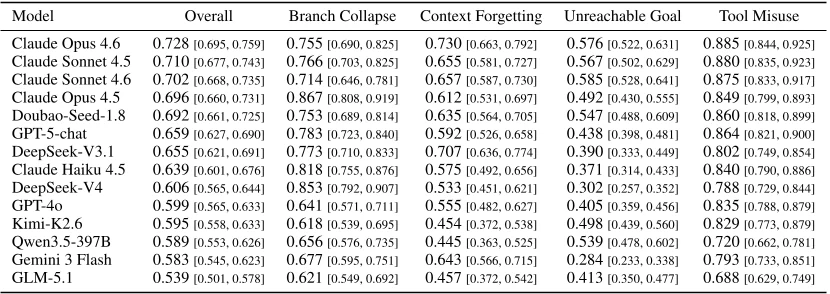 Model Overall Branch Collapse Context Forgetting Unreachable Goal Tool Misuse
Claude Opus 4.6 0.728 [0.695, 0.759] 0.755 [0.690, 0.825] 0.730 [0.663, 0.792] 0.576 [0.522, 0.631] 0.885 [0.844, 0.925]
Claude Sonnet 4.5 0.710 [0.677, 0.743] 0.766 [0.703, 0.825] 0.655 [0.581, 0.727] 0.567 [0.502, 0.629] 0.880 [0.835, 0.923]
Claude Sonnet 4.6 0.702 [0.668, 0.735] 0.714 [0.646, 0.781] 0.657 [0.587, 0.730] 0.585 [0.528, 0.641] 0.875 [0.833, 0.917]
Claude Opus 4.5 0.696 [0.660, 0.731] 0.867 [0.808, 0.919] 0.612 [0.531, 0.697] 0.492 [0.430, 0.555] 0.849 [0.799, 0.893]
Doubao-Seed-1.8 0.692 [0.661, 0.725] 0.753 [0.689, 0.814] 0.635 [0.564, 0.705] 0.547 [0.488, 0.609] 0.860 [0.818, 0.899]
GPT-5-chat 0.659 [0.627, 0.690] 0.783 [0.723, 0.840] 0.592 [0.526, 0.658] 0.438 [0.398, 0.481] 0.864 [0.821, 0.900]
DeepSeek-V3.1 0.655 [0.621, 0.691] 0.773 [0.710, 0.833] 0.707 [0.636, 0.774] 0.390 [0.333, 0.449] 0.802 [0.749, 0.854]
Claude Haiku 4.5 0.639 [0.601, 0.676] 0.818 [0.755, 0.876] 0.575 [0.492, 0.656] 0.371 [0.314, 0.433] 0.840 [0.790, 0.886]
DeepSeek-V4 0.606 [0.565, 0.644] 0.853 [0.792, 0.907] 0.533 [0.451, 0.621] 0.302 [0.257, 0.352] 0.788 [0.729, 0.844]
GPT-4o 0.599 [0.565, 0.633] 0.641 [0.571, 0.711] 0.555 [0.482, 0.627] 0.405 [0.359, 0.456] 0.835 [0.788, 0.879]
Kimi-K2.6 0.595 [0.558, 0.633] 0.618 [0.539, 0.695] 0.454 [0.372, 0.538] 0.498 [0.439, 0.560] 0.829 [0.773, 0.879]
Qwen3.5-397B 0.589 [0.553, 0.626] 0.656 [0.576, 0.735] 0.445 [0.363, 0.525] 0.539 [0.478, 0.602] 0.720 [0.662, 0.781]
Gemini 3 Flash 0.583 [0.545, 0.623] 0.677 [0.595, 0.751] 0.643 [0.566, 0.715] 0.284 [0.233, 0.338] 0.793 [0.733, 0.851]
GLM-5.1 0.539 [0.501, 0.578] 0.621 [0.549, 0.692] 0.457 [0.372, 0.542] 0.413 [0.350, 0.477] 0.688 [0.629, 0.749]